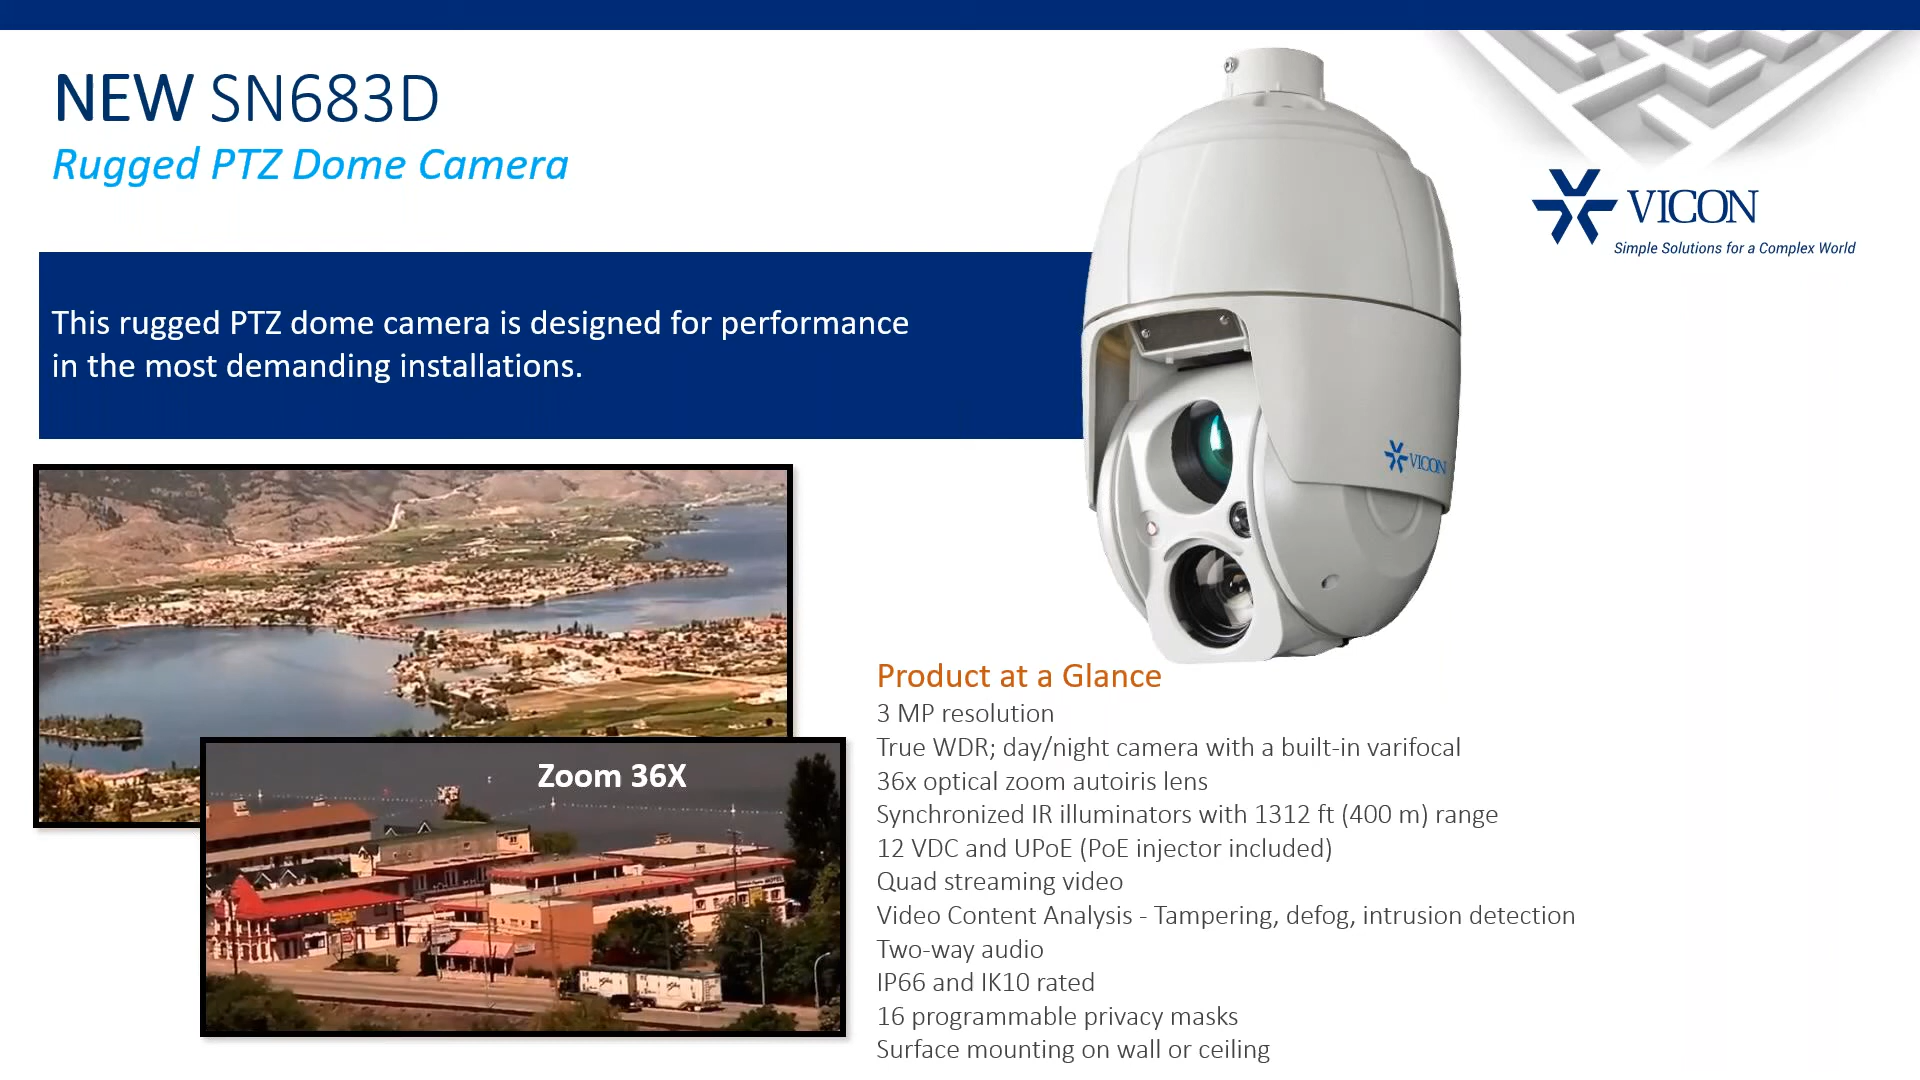 NEW SN683D
Rugged PTZ Dome Camera
VICON
Simple Solutions for a Complex World
This rugged PTZ dome camera is designed for performance
in the most demanding installations.
VICON
Zoom 36X
Product at a Glance
3 MP resolution
True WDR; day/night camera with a built-in varifocal
36x optical zoom autoiris lens
Synchronized IR illuminators with 1312 ft (400 m) range
12 VDC and UPoE (PoE injector included)
Quad streaming video
Video Content Analysis - Tampering, defog, intrusion detection
Two-way audio
IP66 and IK10 rated
16 programmable privacy masks
Surface mounting on wall or ceiling